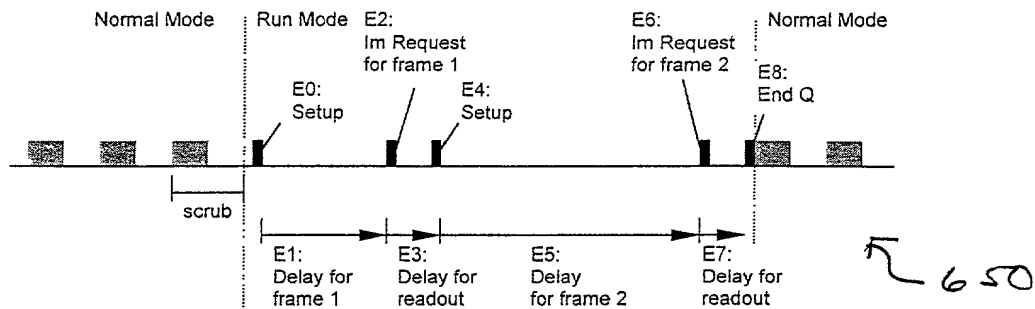 Normal Mode
Run Mode
E2:
Im Request
for frame 1
E6:
Im Request
for frame 2
Normal Mode
E0:
Setup
E4:
Setup
E8:
End Q
scrub
E1:
Delay for
frame 1
E3:
Delay for
readout
E5:
Delay
for frame 2
E7:
Delay for
readout
650